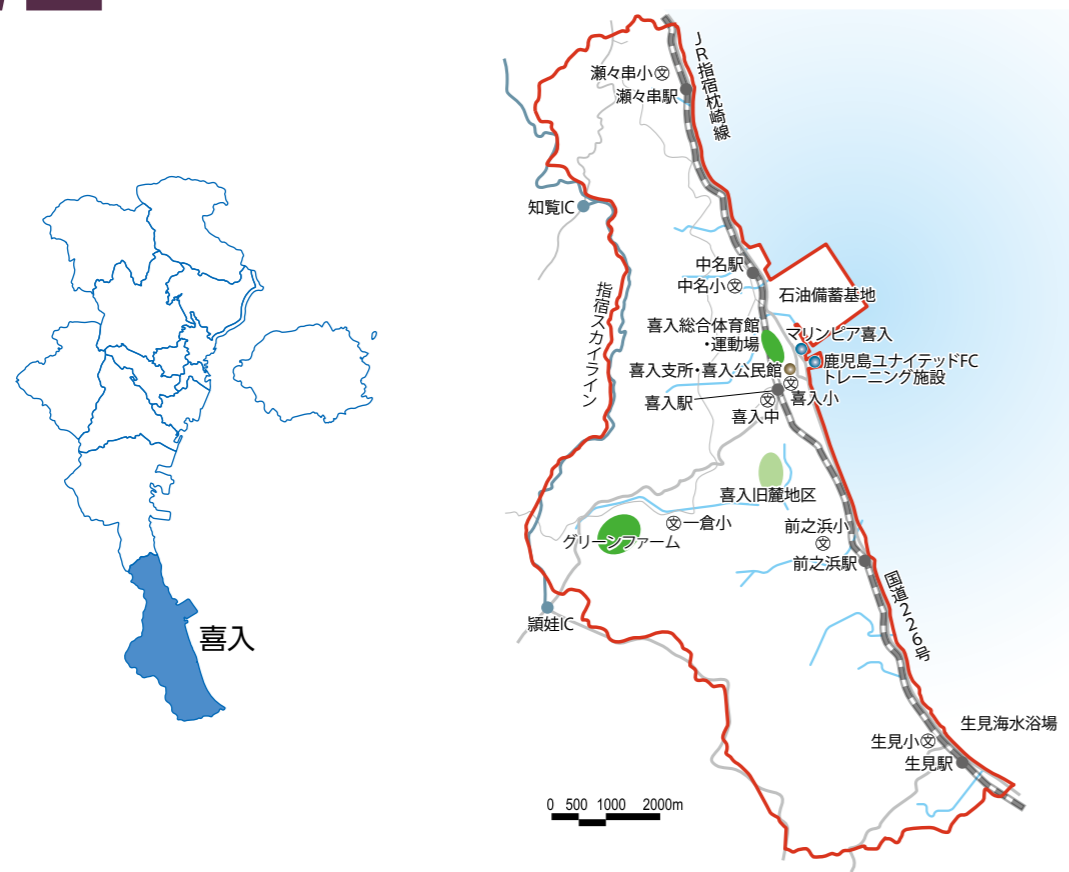 喜入
JR指宿枕崎線
瀬々串小㊛
瀬々串駅
知覧IC
指宿スカイライン
中名駅
中名小文
石油備蓄基地
喜入総合体育館
・運動場
マリンピア喜入
鹿児島ユナイテッドFC
トレーニング施設
喜入支所・喜入公民館
文
喜入小
喜入駅
文
喜入中
喜入旧麓地区
文一倉小
グリーンファーム
前之浜小
文
前之浜駅
国道226号
頴娃IC
生見海水浴場
生見小文
生見駅
0 500 1000 2000m